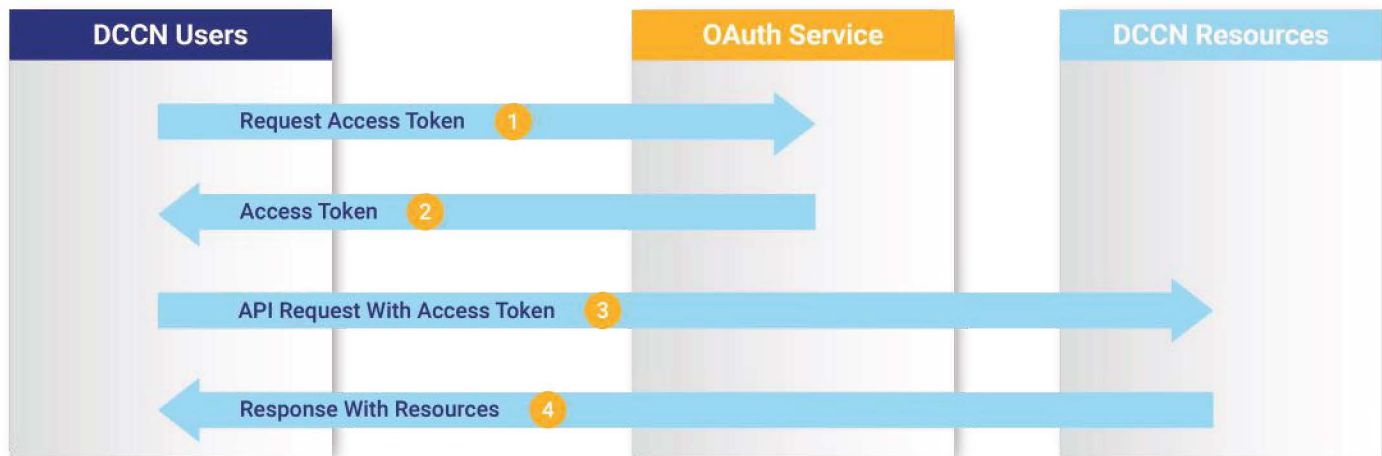 DCCN Users
OAuth Service
DCCN Resources
Request Access Token 1
Access Token 2
API Request With Access Token 3
Response With Resources 4